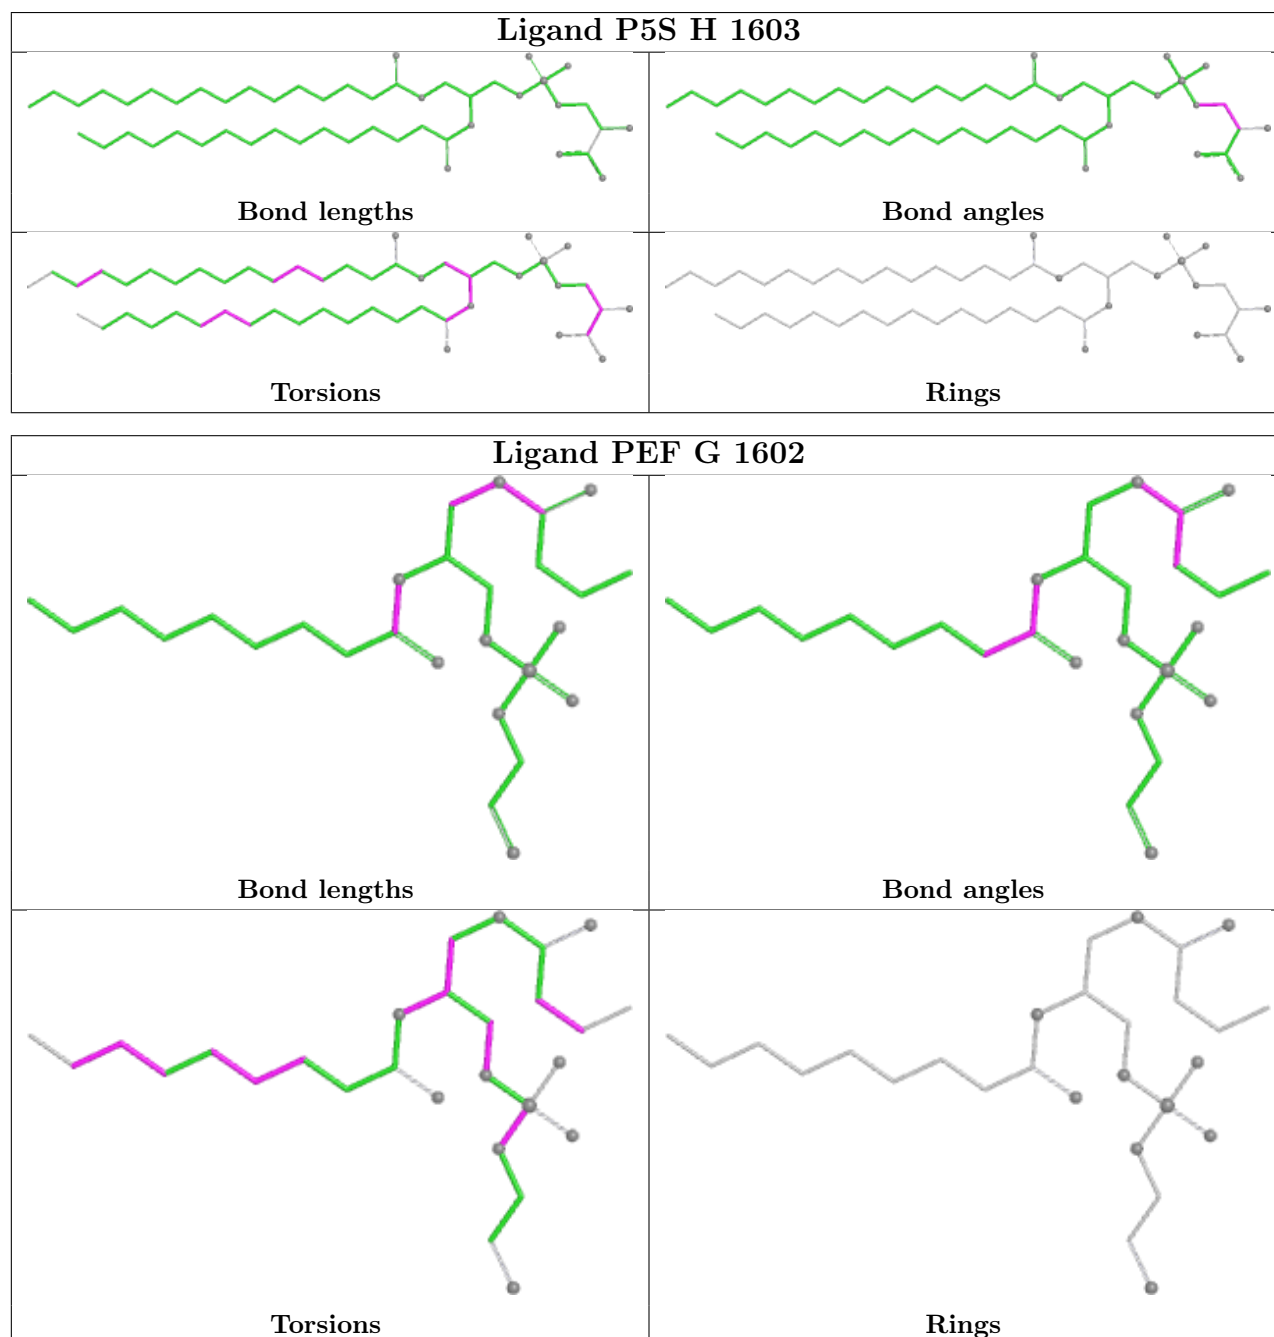 Ligand P5S H 1603
Bond lengths
Bond angles
Torsions
Rings
Ligand PEF G 1602
Bond lengths
Bond angles
Torsions
Rings